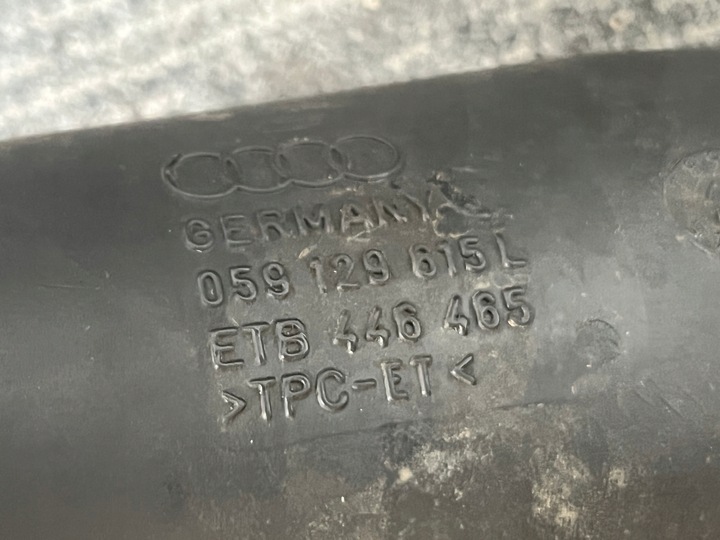 GERMANY
059 129 615 L
ETB 446 465
>TPC-ET<